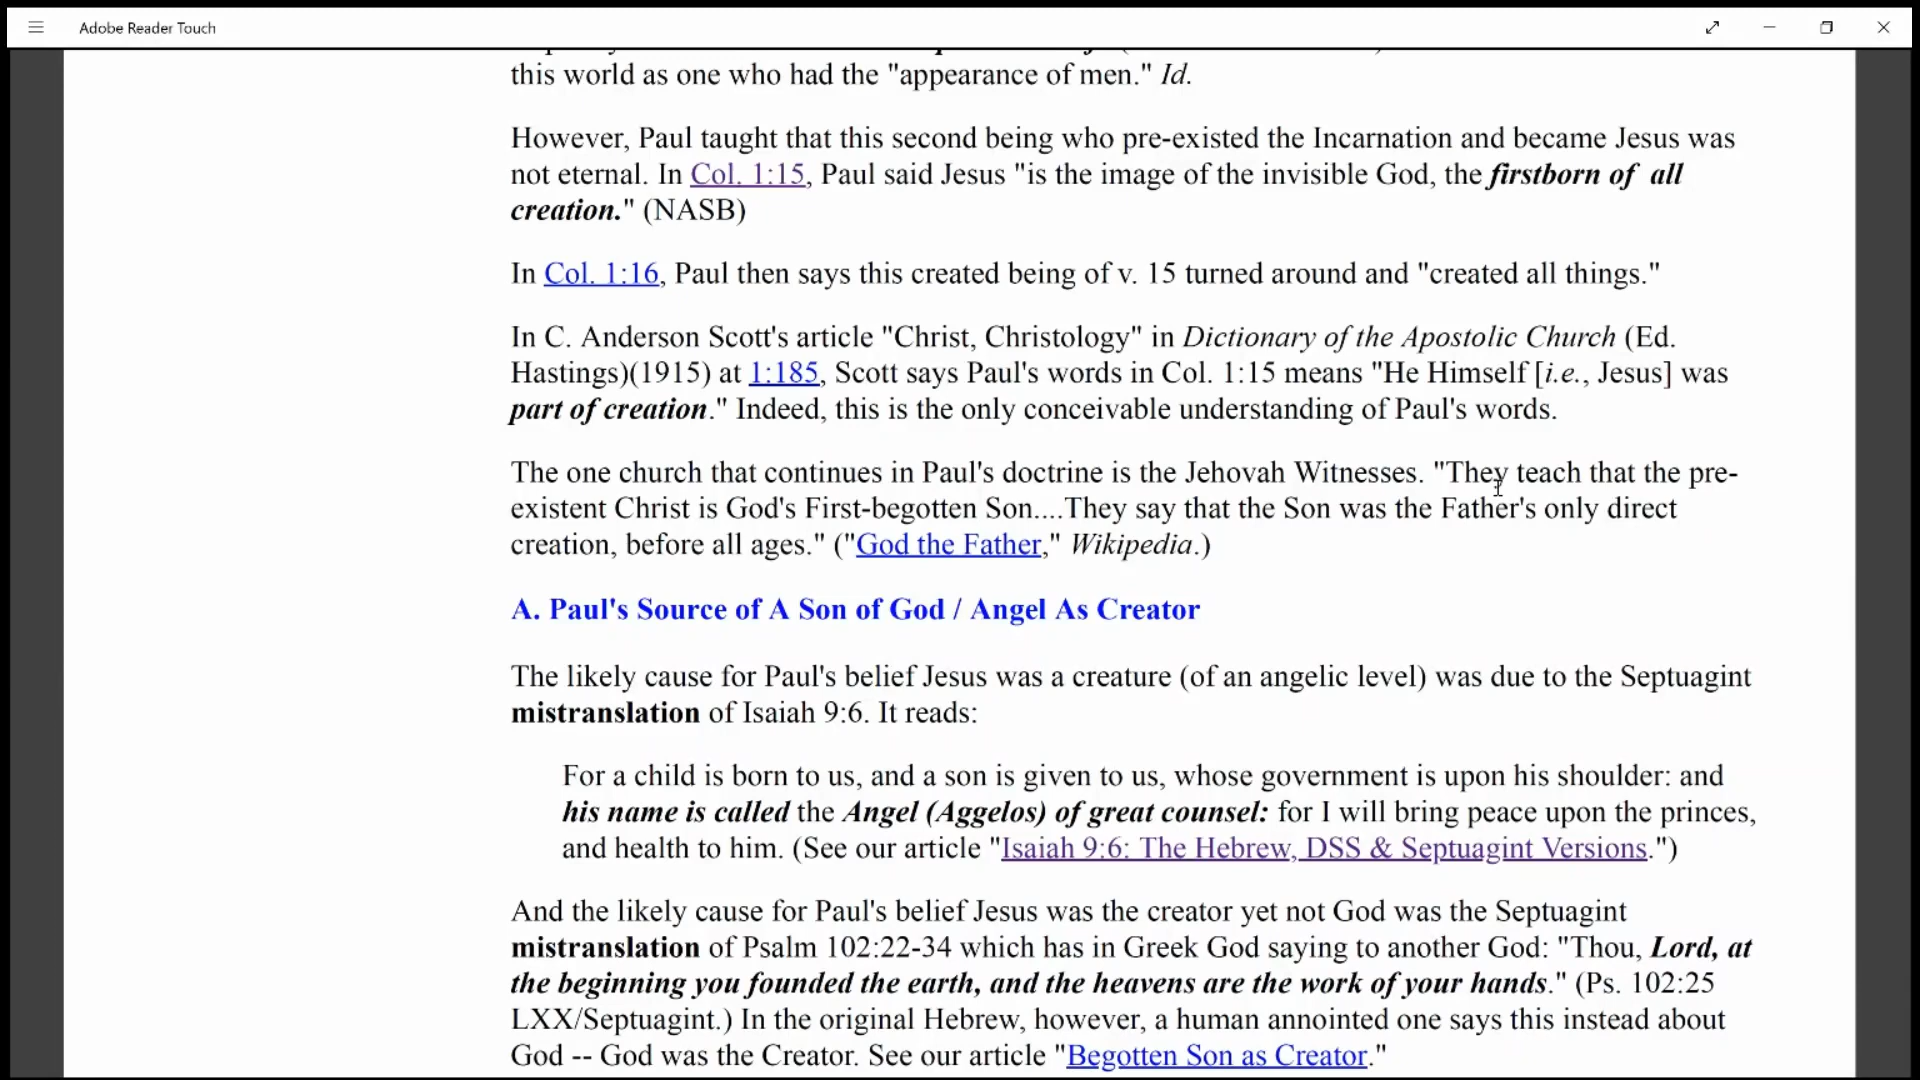 Adobe Reader Touch
this world as one who had the "appearance of men." Id.
However, Paul taught that this second being who pre-existed the Incarnation and became Jesus was
not eternal. In Col. 1:15, Paul said Jesus "is the image of the invisible God, the firstborn of all
creation." (NASB)
In Col. 1:16, Paul then says this created being of v. 15 turned around and "created all things."
In C. Anderson Scott's article "Christ, Christology" in Dictionary of the Apostolic Church (Ed.
Hastings)(1915) at 1:185, Scott says Paul's words in Col. 1:15 means "He Himself [i.e., Jesus] was
part of creation." Indeed, this is the only conceivable understanding of Paul's words.
The one church that continues in Paul's doctrine is the Jehovah Witnesses. "They teach that the pre-
existent Christ is God's First-begotten Son....They say that the Son was the Father's only direct
creation, before all ages." ("God the Father," Wikipedia.)
A. Paul's Source of A Son of God / Angel As Creator
The likely cause for Paul's belief Jesus was a creature (of an angelic level) was due to the Septuagint
mistranslation of Isaiah 9:6. It reads:
For a child is born to us, and a son is given to us, whose government is upon his shoulder: and
his name is called the Angel (Aggelos) of great counsel: for I will bring peace upon the princes,
and health to him. (See our article "Isaiah 9:6: The Hebrew, DSS & Septuagint Versions.")
And the likely cause for Paul's belief Jesus was the creator yet not God was the Septuagint
mistranslation of Psalm 102:22-34 which has in Greek God saying to another God: "Thou, Lord, at
the beginning you founded the earth, and the heavens are the work of your hands." (Ps. 102:25
LXX/Septuagint.) In the original Hebrew, however, a human annointed one says this instead about
God -- God was the Creator. See our article "Begotten Son as Creator."